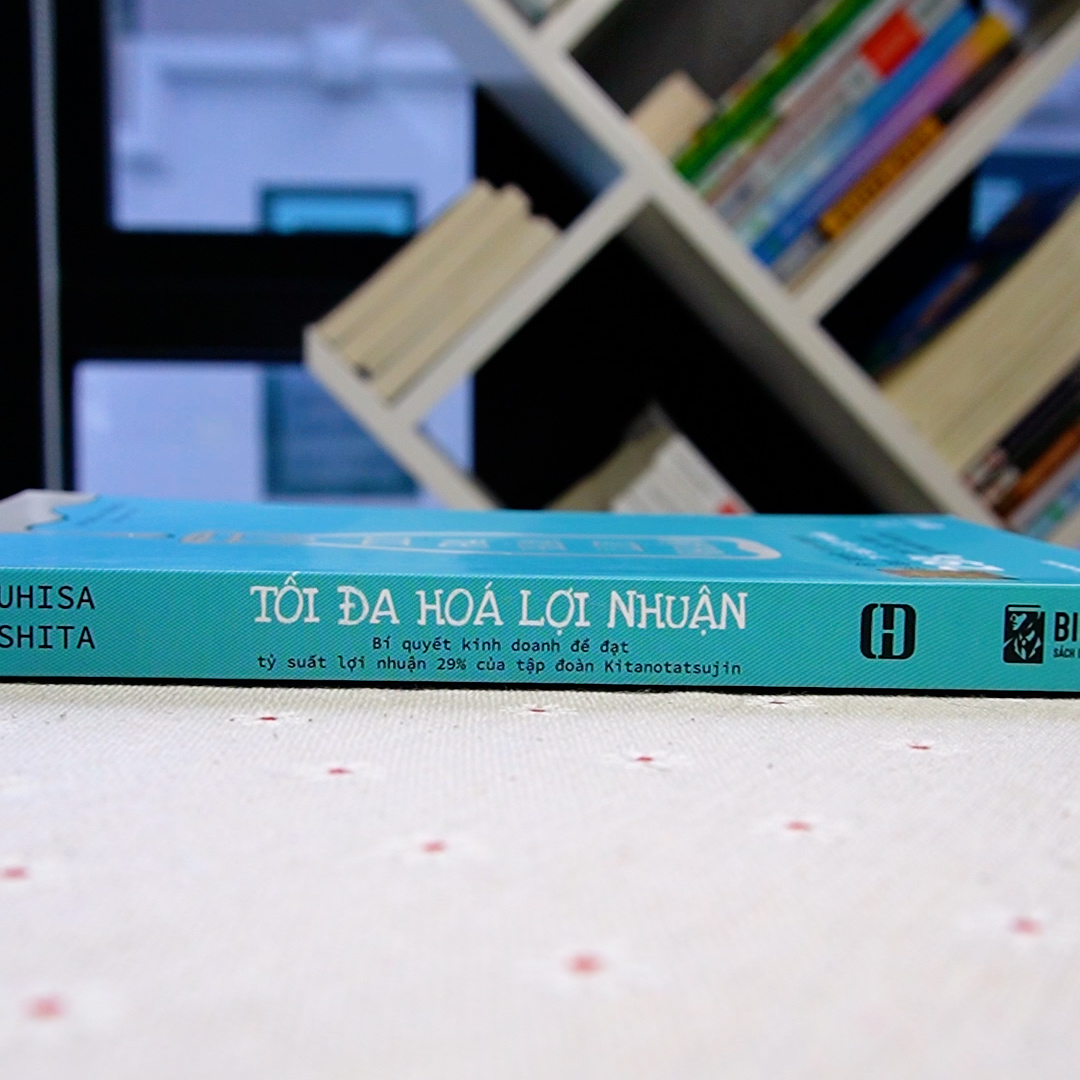 UHISA
SHITA
TỐI ĐA HOÁ LỢI NHUẬN
Bí quyết kinh doanh để đạt
tỷ suất lợi nhuận 29% của tập đoàn Kitanotatsujin
BI
SÁCH